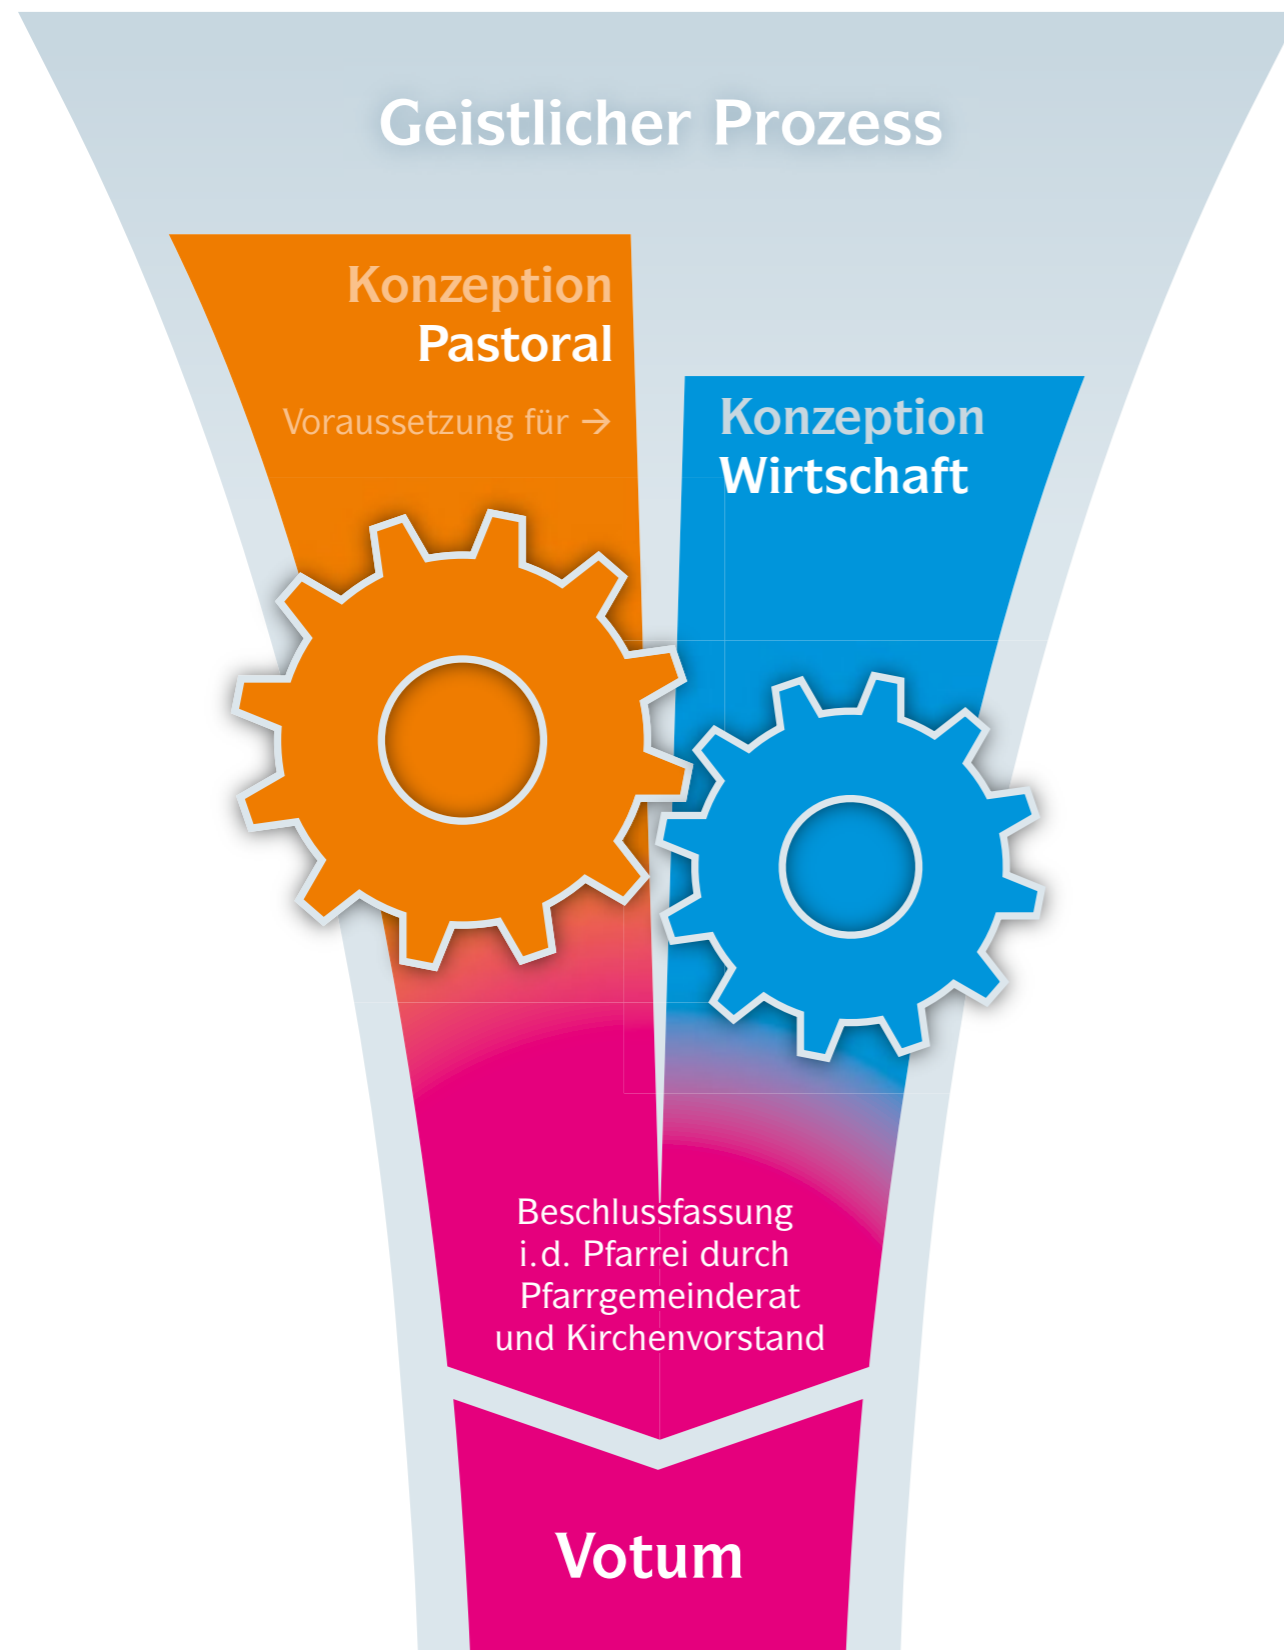 Geistlicher Prozess
Konzeption
Pastoral
Voraussetzung für →
Konzeption
Wirtschaft
Beschlussfassung
i.d. Pfarrei durch
Pfarrgemeinderat
und Kirchenvorstand
Votum